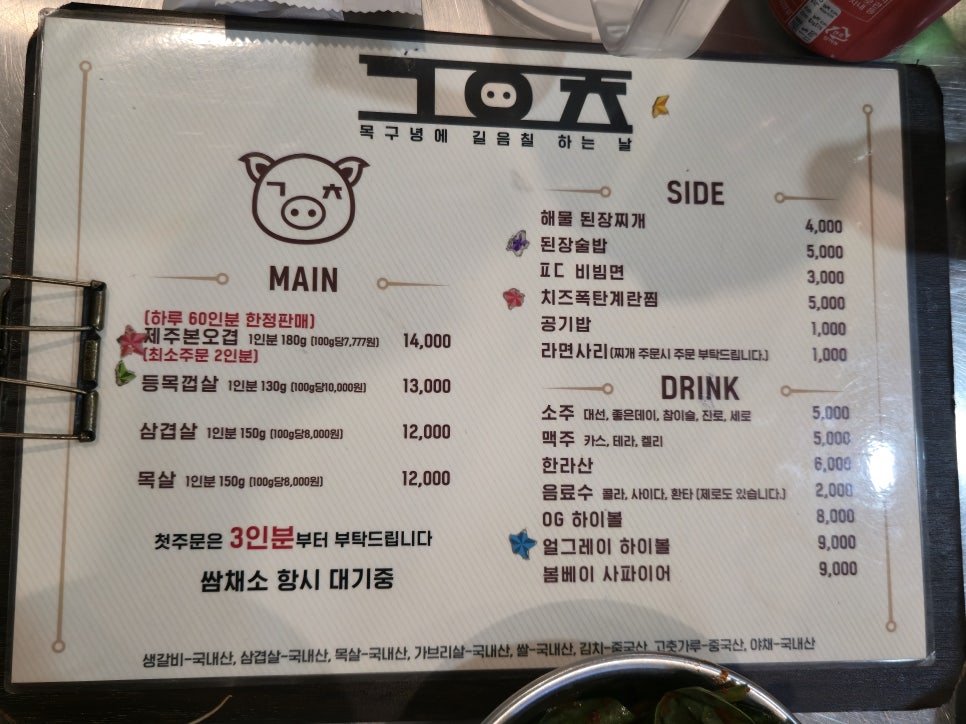 ㄱㅇㅊ
목구녕에 길음칠 하는 날
MAIN
(하루 60인분 한정판매)
제주본오겹 1인분 180g (100g당7,777원) 14,000
(최소주문 2인분)
등목껍살 1인분 130g (100g당10,000원) 13,000
삼겹살 1인분 150g (100g당8,000원) 12,000
목살 1인분 150g (100g당8,000원) 12,000
첫주문은 3인분부터 부탁드립니다
쌈채소 항시 대기중
SIDE
해물 된장찌개 4,000
된장술밥 5,000
ㅍㄷ 비빔면 3,000
치즈폭탄계란찜 5,000
공기밥 1,000
라면사리(찌개 주문시 주문 부탁드립니다.) 1,000
DRINK
소주 대선, 좋은데이, 참이슬, 진로, 세로 5,000
맥주 카스, 테라, 켈리 5,000
한라산 6,000
음료수 콜라, 사이다, 환타 (제로도 있습니다.) 2,000
OG 하이볼 8,000
얼그레이 하이볼 9,000
봄베이 사파이어 9,000
생갈비-국내산, 삼겹살-국내산, 목살-국내산, 가브리살-국내산, 쌀-국내산, 김치-중국산, 고춧가루-중국산, 야채-국내산